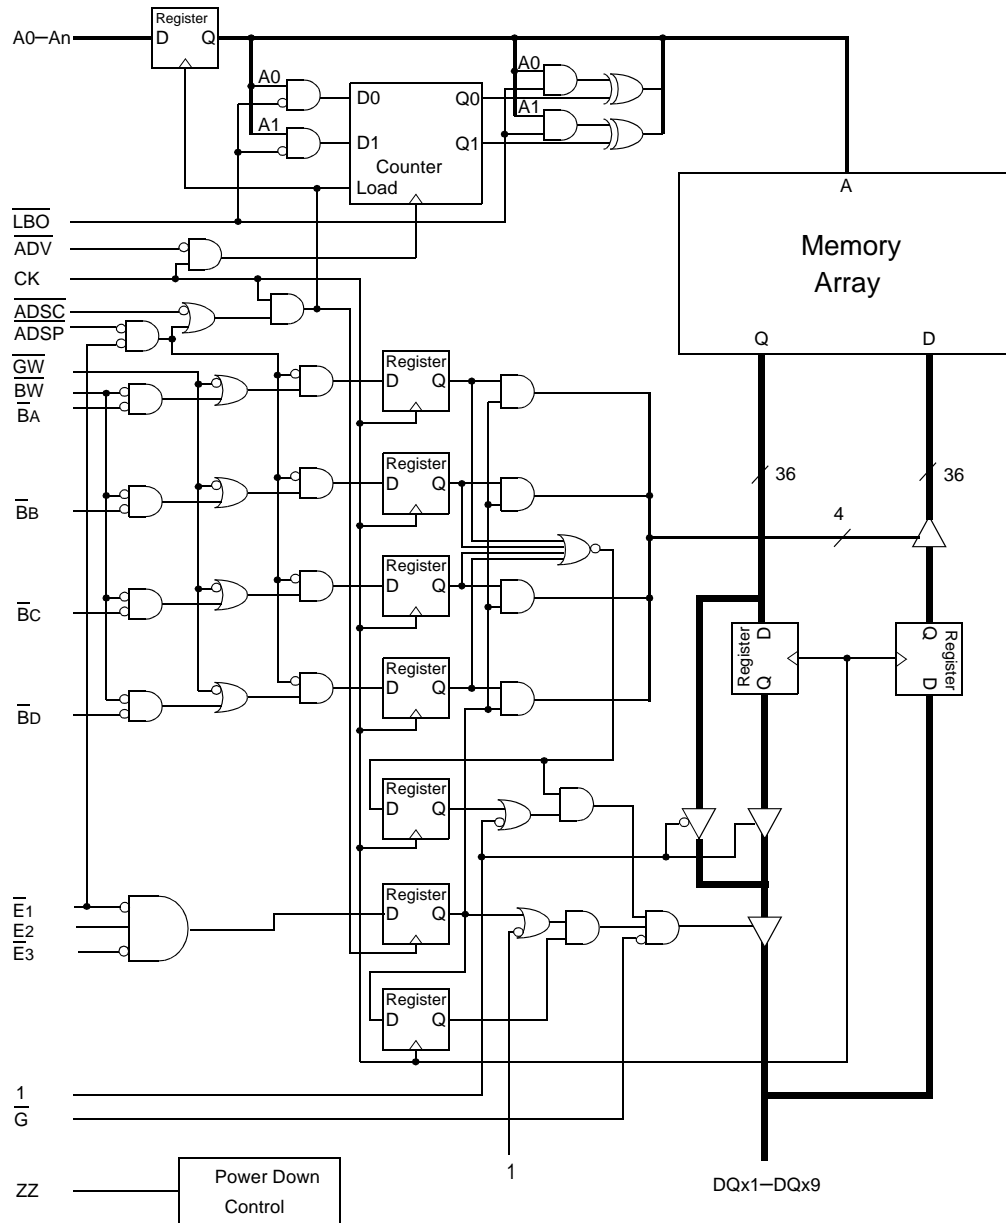 Register
A0–An
D Q
A0
A0
A1
A1
D0
Q0
D1
Q1
Counter
Load
A
LBO
ADV
CK
Memory
Array
ADSC
ADSP
Q
D
GW
BW
BA
Register
D Q
BB
Register
D Q
36
36
4
BC
Register
D Q
Register
D
Q
Register
Q
D
BD
Register
D Q
Register
D Q
E1
E2
E3
Register
D Q
Register
D Q
1
G
1
ZZ
Power Down
Control
DQx1–DQx9